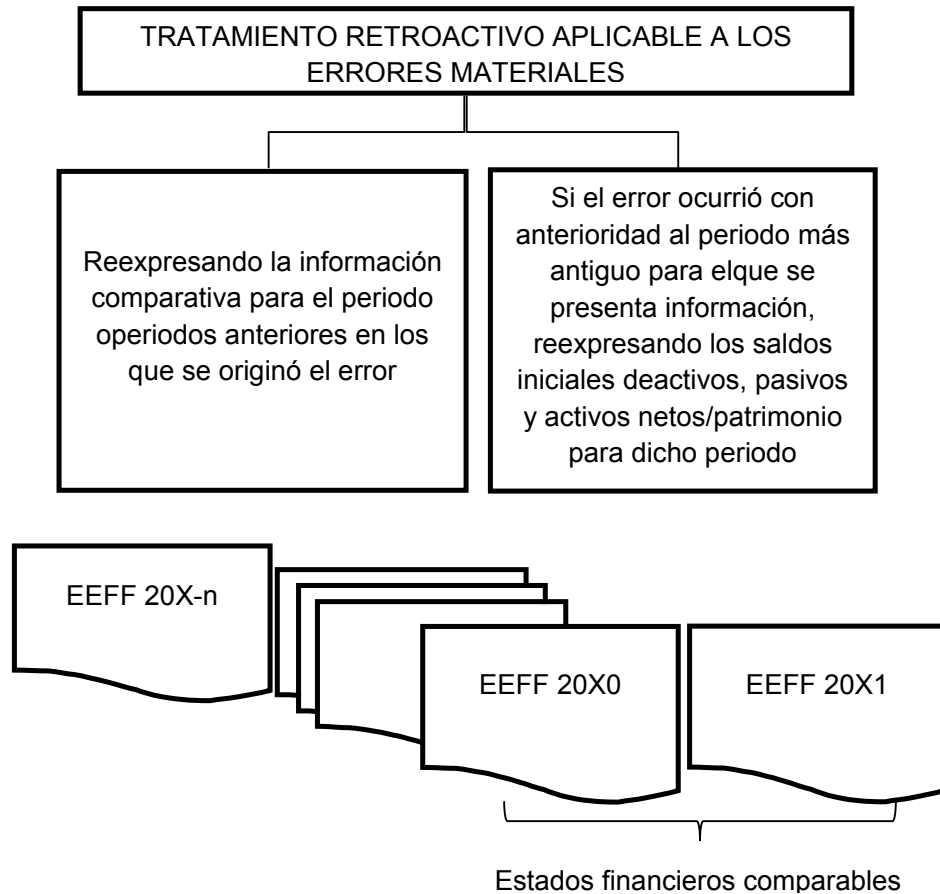 TRATAMIENTO RETROACTIVO APLICABLE A LOS
ERRORES MATERIALES
Reexpresando la información
comparativa para el periodo
operiodos anteriores en los
que se originó el error
Si el error ocurrió con
anterioridad al periodo más
antiguo para elque se
presenta información,
reexpresando los saldos
iniciales deactivos, pasivos
y activos netos/patrimonio
para dicho periodo
EEFF 20X-n
EEFF 20X0
EEFF 20X1
Estados financieros comparables